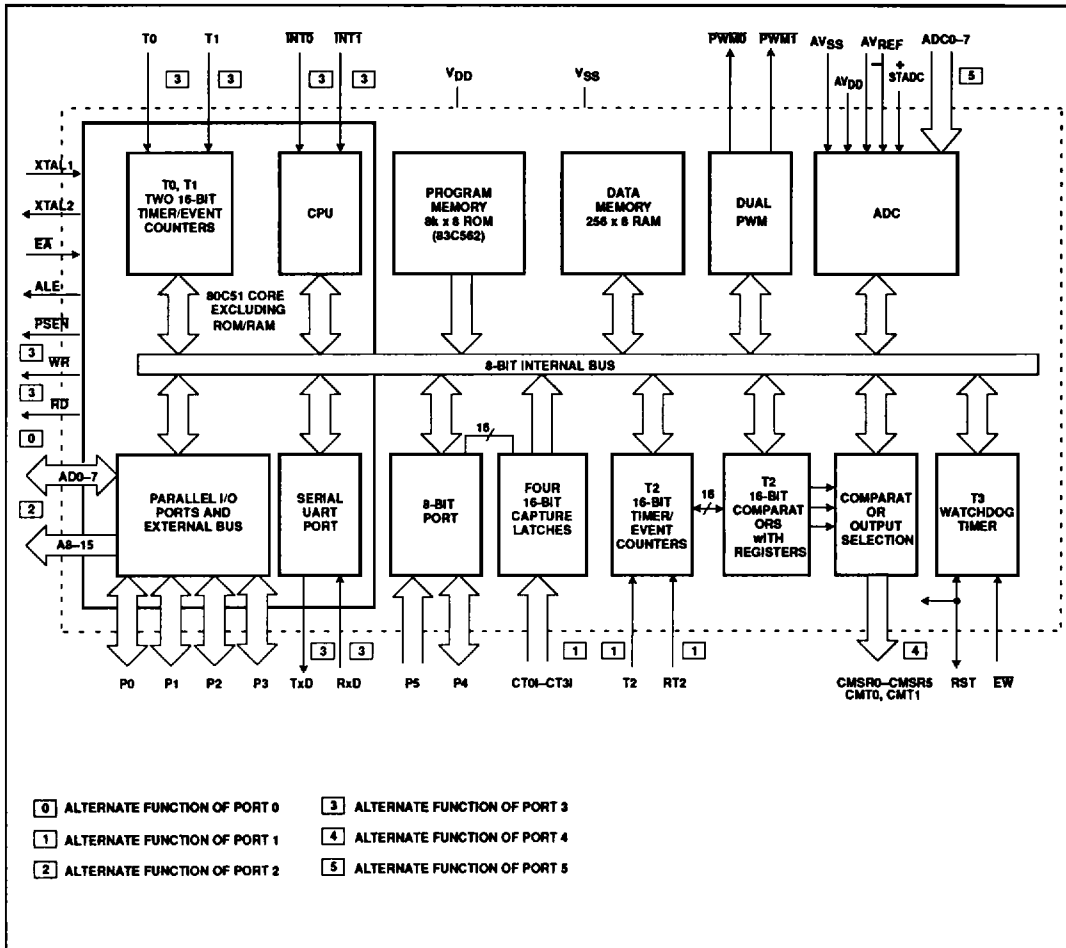 T0 T1 INT0 INT1 PWM0 PWM1 AVSS AVREF ADC0–7
3 3 3 3 VDD VSS – + 5
AVDD STADC
XTAL1
XTAL2
EA
ALE
PSEN
3
WR
3
RD
0
AD0–7
2
A8–15
T0, T1
TWO 16-BIT
TIMER/EVENT
COUNTERS
CPU
PROGRAM
MEMORY
8k x 8 ROM
(83C562)
DATA
MEMORY
256 x 8 RAM
DUAL
PWM
ADC
80C51 CORE
EXCLUDING
ROM/RAM
8-BIT INTERNAL BUS
16
16
PARALLEL I/O
PORTS AND
EXTERNAL BUS
SERIAL
UART
PORT
8-BIT
PORT
FOUR
16-BIT
CAPTURE
LATCHES
T2
16-BIT
TIMER/
EVENT
COUNTERS
T2
16-BIT
COMPARAT
ORS
wITH
REGISTERS
COMPARAT
OR
OUTPUT
SELECTION
T3
WATCHDOG
TIMER
3 3 1 1 1 4
P0 P1 P2 P3 TxD RxD P5 P4 CT0I–CT3I T2 RT2 CMSR0–CMSR5 RST EW
CMT0, CMT1
0 ALTERNATE FUNCTION OF PORT 0
1 ALTERNATE FUNCTION OF PORT 1
2 ALTERNATE FUNCTION OF PORT 2
3 ALTERNATE FUNCTION OF PORT 3
4 ALTERNATE FUNCTION OF PORT 4
5 ALTERNATE FUNCTION OF PORT 5